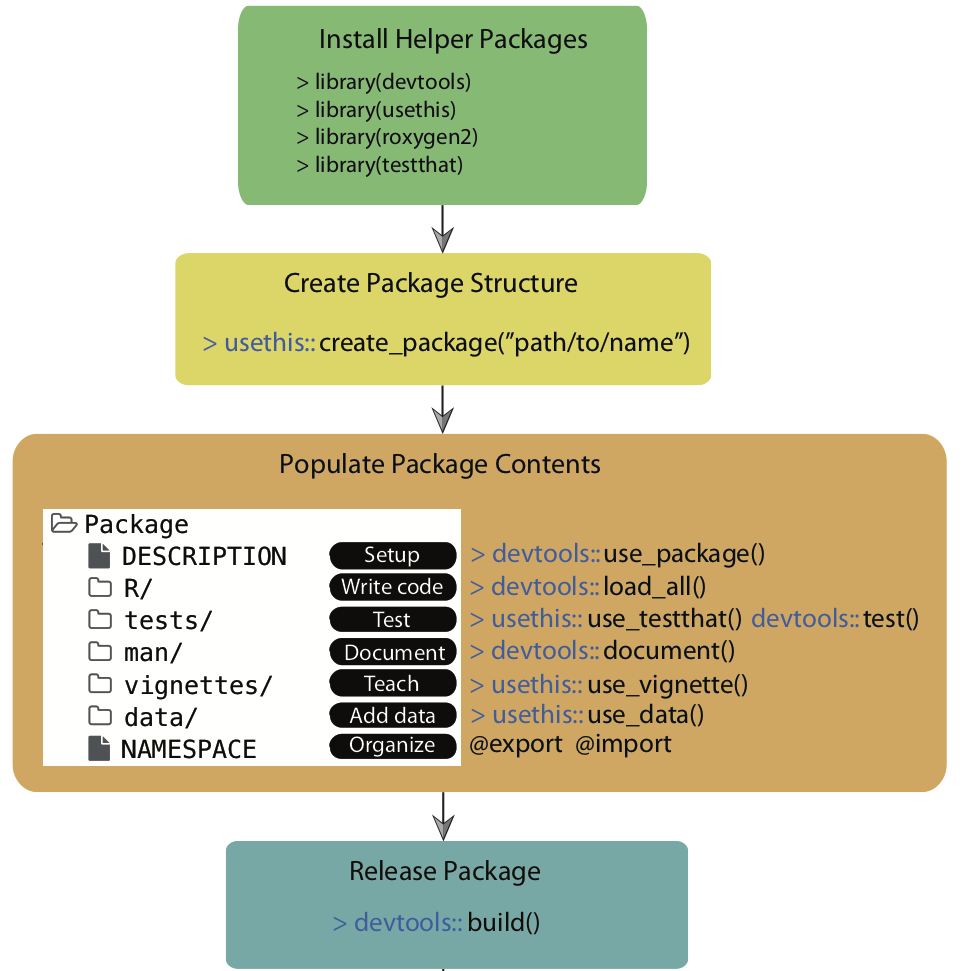 Install Helper Packages
> library(devtools)
> library(usethis)
> library(roxygen2)
> library(testthat)
Create Package Structure
> usethis::create_package(”path/to/name”)
Populate Package Contents
Package
DESCRIPTION Setup > devtools::use_package()
R/ Write code > devtools::load_all()
tests/ Test > usethis::use_testthat() devtools::test()
man/ Document > devtools::document()
vignettes/ Teach > usethis::use_vignette()
data/ Add data > usethis::use_data()
NAMESPACE Organize @export @import
Release Package
> devtools::build()